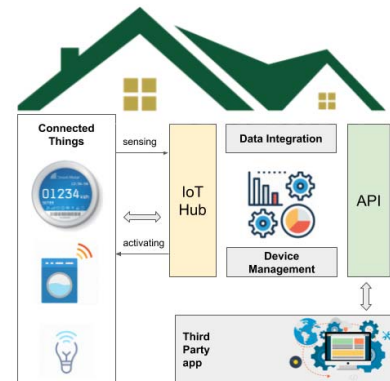 Connected
Things
sensing
01234
activating
IoT
Hub
Data Integration
Device
Management
API
Third
Party
app